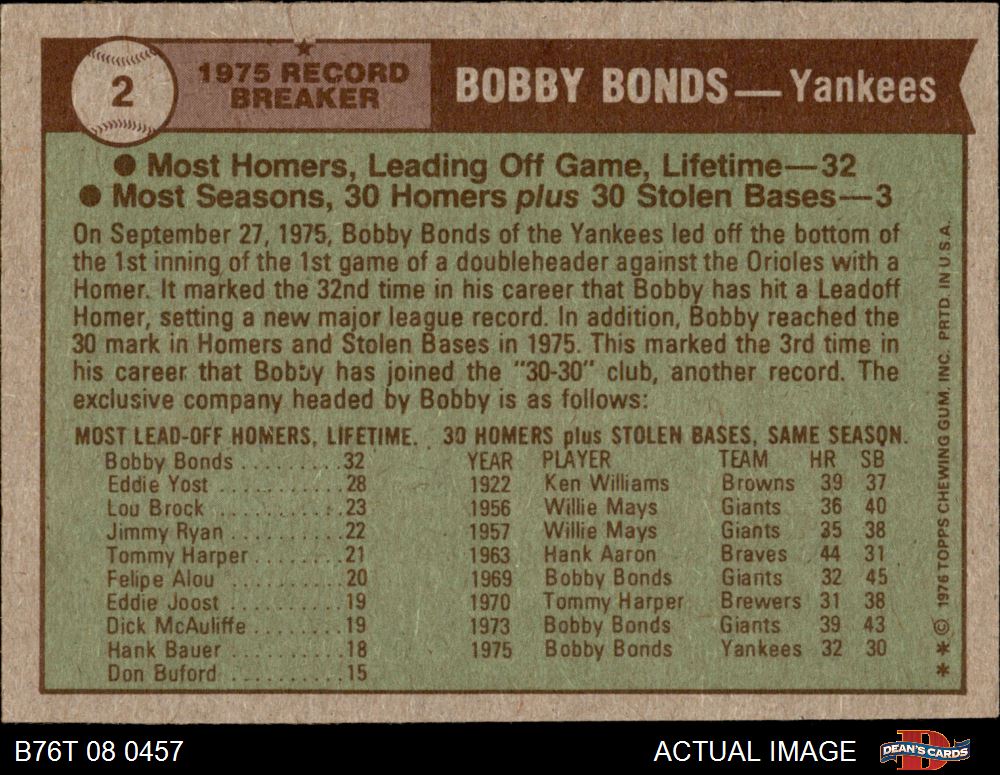 2
1975 RECORD
BREAKER
BOBBY BONDS—Yankees
● Most Homers, Leading Off Game, Lifetime—32
● Most Seasons, 30 Homers plus 30 Stolen Bases—3
On September 27, 1975, Bobby Bonds of the Yankees led off the bottom of
the 1st inning of the 1st game of a doubleheader against the Orioles with a
Homer. It marked the 32nd time in his career that Bobby has hit a Leadoff
Homer, setting a new major league record. In addition, Bobby reached the
30 mark in Homers and Stolen Bases in 1975. This marked the 3rd time in
his career that Bobby has joined the "30-30" club, another record. The
exclusive company headed by Bobby is as follows:
MOST LEAD-OFF HOMERS, LIFETIME.
Bobby Bonds.........32
Eddie Yost ............28
Lou Brock ............23
Jimmy Ryan.........22
Tommy Harper.......21
Felipe Alou ..........20
Eddie Joost ..........19
Dick McAuliffe.......19
Hank Bauer..........18
Don Buford..........15
30 HOMERS plus STOLEN BASES, SAME SEASON.
YEAR PLAYER TEAM HR SB
1922 Ken Williams Browns 39 37
1956 Willie Mays Giants 36 40
1957 Willie Mays Giants 35 38
1963 Hank Aaron Braves 44 31
1969 Bobby Bonds Giants 32 45
1970 Tommy Harper Brewers 31 38
1973 Bobby Bonds Giants 39 43
1975 Bobby Bonds Yankees 32 30
* * © 1976 TOPPS CHEWING GUM, INC. PRTD. IN U.S.A.
B76T 08 0457
ACTUAL IMAGE
D
DEAN'S CARDS